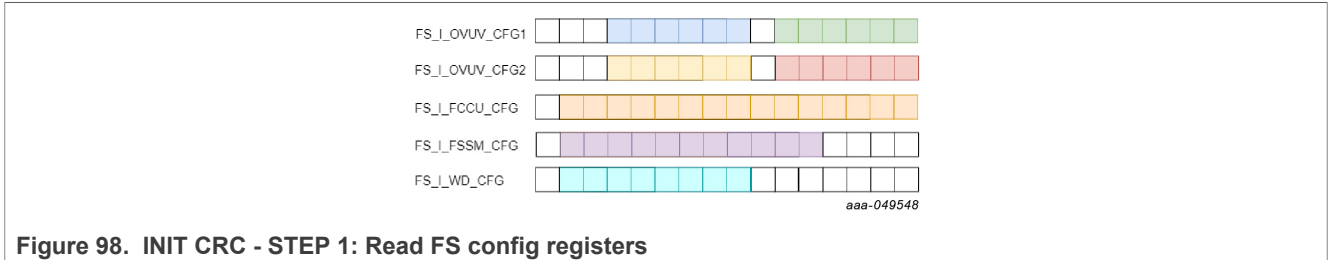 FS_I_OVUV_CFG1
FS_I_OVUV_CFG2
FS_I_FCCU_CFG
FS_I_FSSM_CFG
FS_I_WD_CFG
aaa-049548
Figure 98. INIT CRC - STEP 1: Read FS config registers